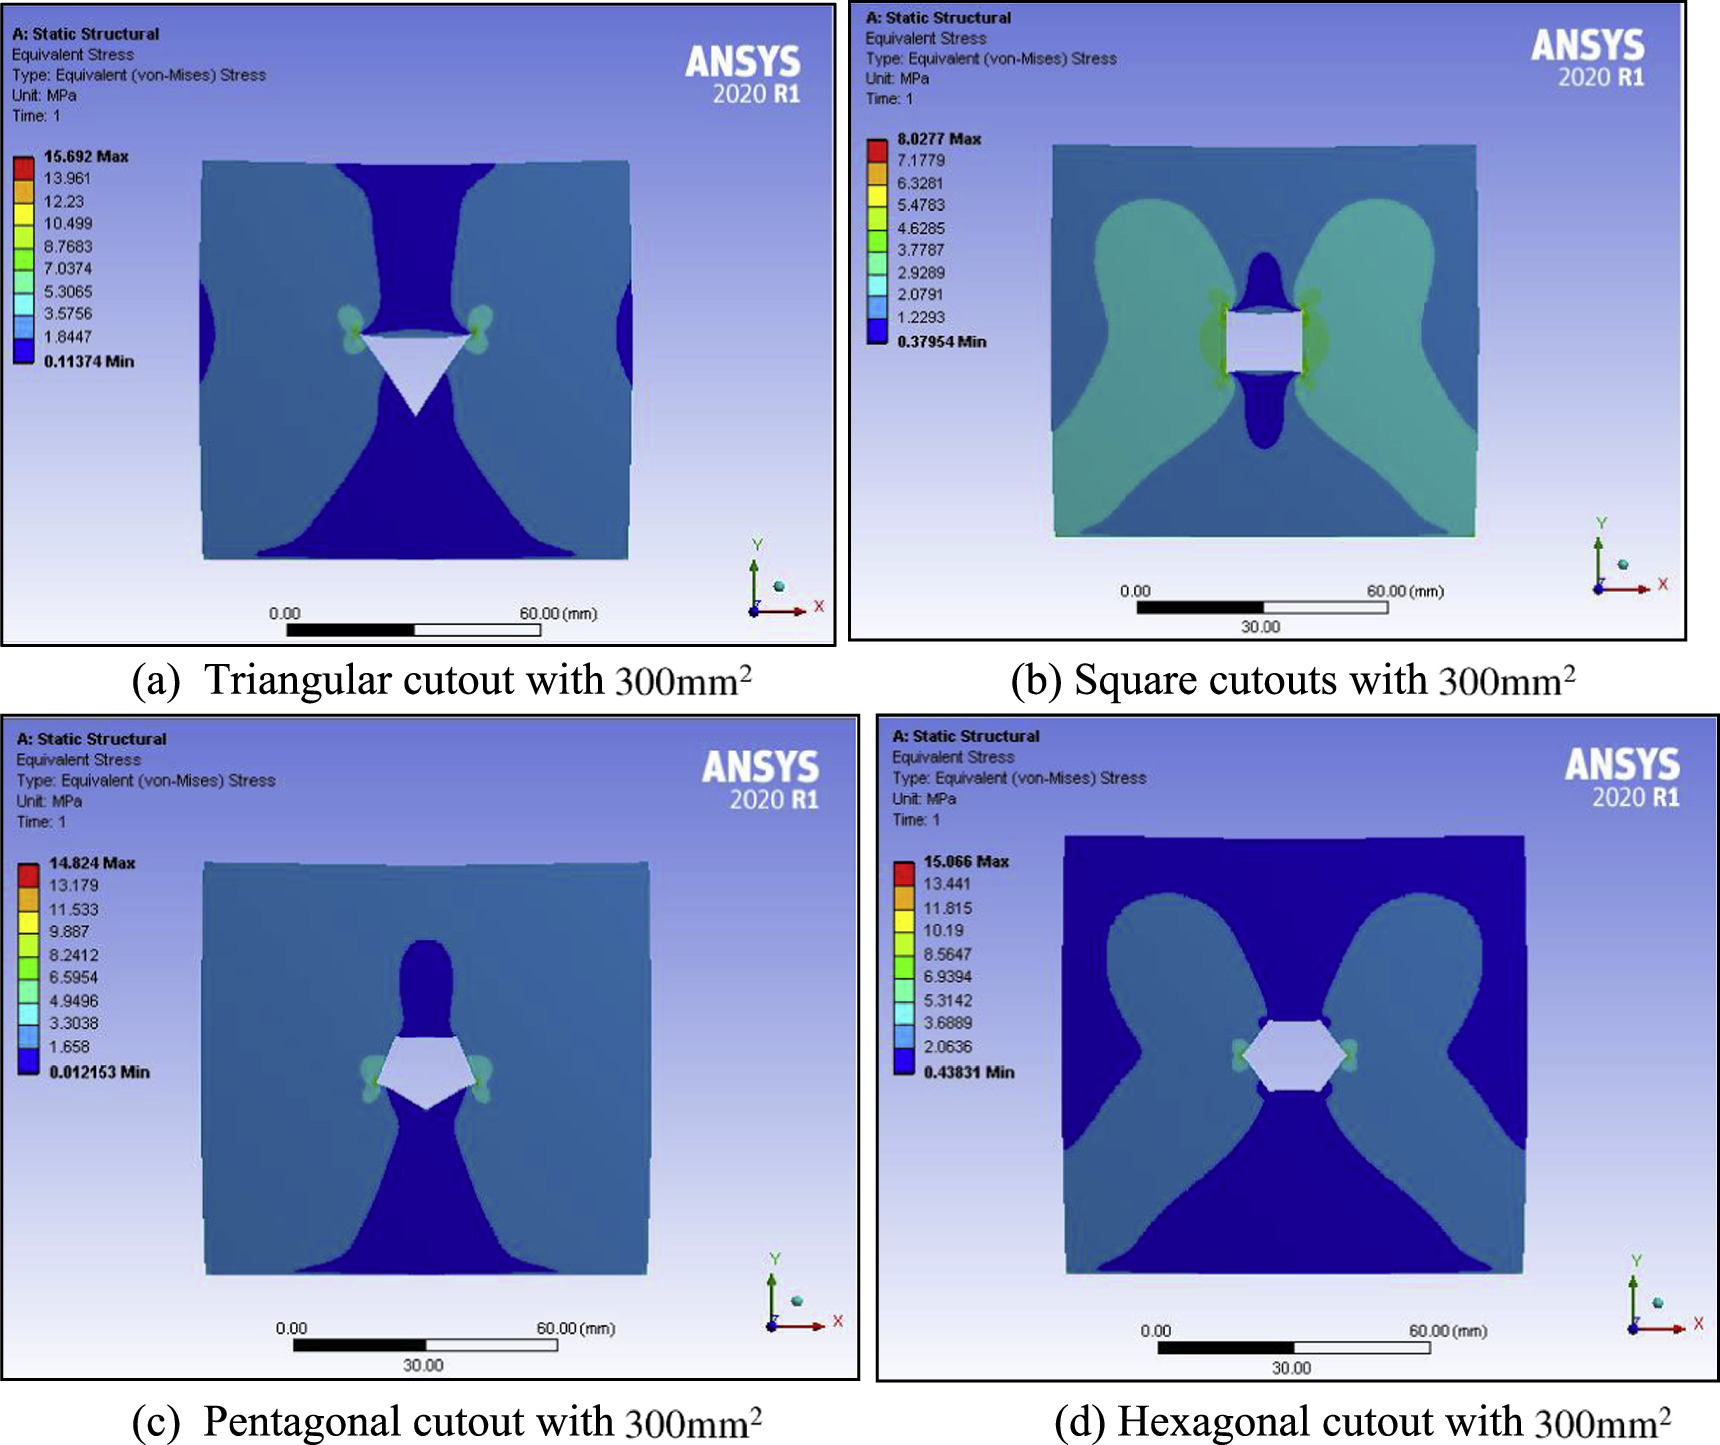 A: Static Structural
Equivalent Stress
Type: Equivalent (von-Mises) Stress
Unit: MPa
Time: 1
ANSYS
2020 R1
15.692 Max
13.961
12.23
10.499
8.7683
7.0374
5.3065
3.5756
1.8447
0.11374 Min
Y
X
Z
0.00
60.00 (mm)
(a) Triangular cutout with 300mm²
A: Static Structural
Equivalent Stress
Type: Equivalent (von-Mises) Stress
Unit: MPa
Time: 1
ANSYS
2020 R1
8.0277 Max
7.1779
6.3281
5.4783
4.6285
3.7787
2.9289
2.0791
1.2293
0.37954 Min
Y
X
Z
0.00
60.00 (mm)
30.00
(b) Square cutouts with 300mm²
A: Static Structural
Equivalent Stress
Type: Equivalent (von-Mises) Stress
Unit: MPa
Time: 1
ANSYS
2020 R1
14.824 Max
13.179
11.533
9.887
8.2412
6.5954
4.9496
3.3038
1.658
0.012153 Min
Y
X
Z
0.00
60.00 (mm)
30.00
(c) Pentagonal cutout with 300mm²
A: Static Structural
Equivalent Stress
Type: Equivalent (von-Mises) Stress
Unit: MPa
Time: 1
ANSYS
2020 R1
15.066 Max
13.441
11.815
10.19
8.5647
6.9394
5.3142
3.6889
2.0636
0.43831 Min
Y
X
Z
0.00
60.00 (mm)
30.00
(d) Hexagonal cutout with 300mm²